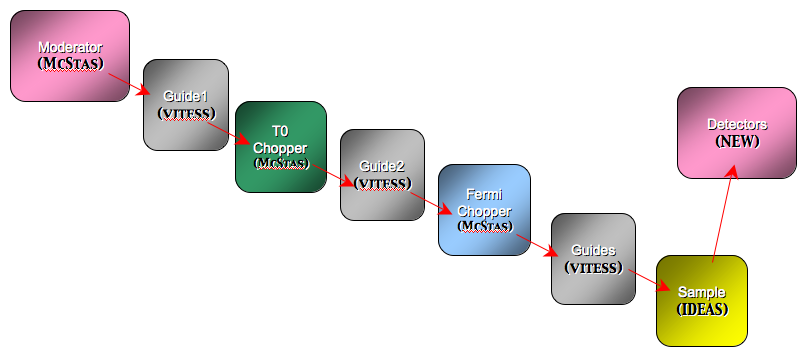 Moderator
(McStas)
Guide1
(VITESS)
T0
Chopper
(McStas)
Guide2
(VITESS)
Fermi
Chopper
(McStas)
Guides
(VITESS)
Sample
(IDEAS)
Detectors
(NEW)